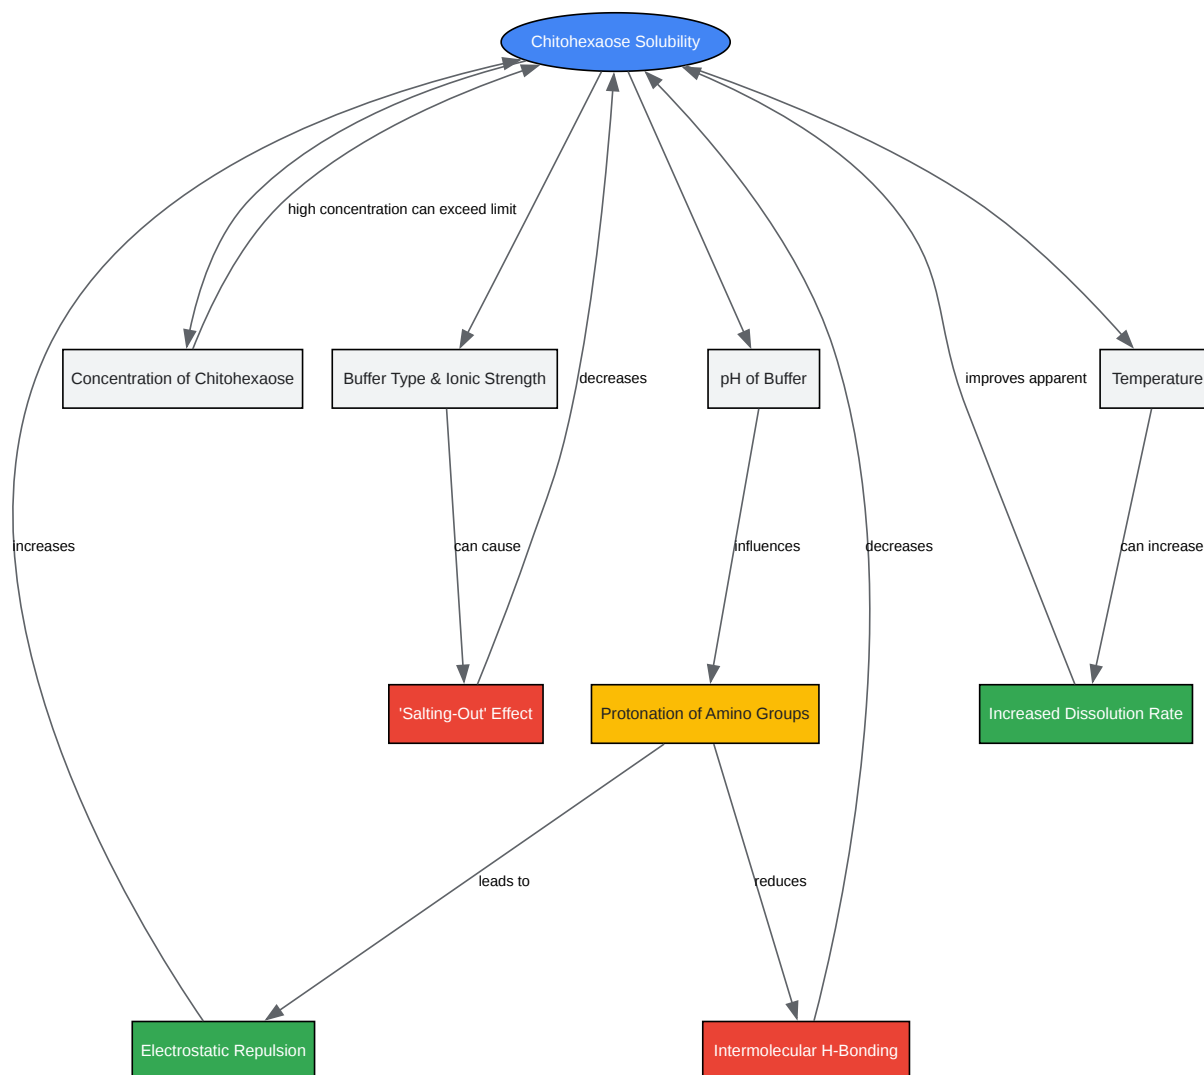 Chitohexaose Solubility
high concentration can exceed limit
Concentration of Chitohexaose
Buffer Type & Ionic Strength
decreases
pH of Buffer
improves apparent
Temperature
increases
can cause
influences
decreases
can increase
'Salting-Out' Effect
Protonation of Amino Groups
Increased Dissolution Rate
leads to
reduces
Electrostatic Repulsion
Intermolecular H-Bonding